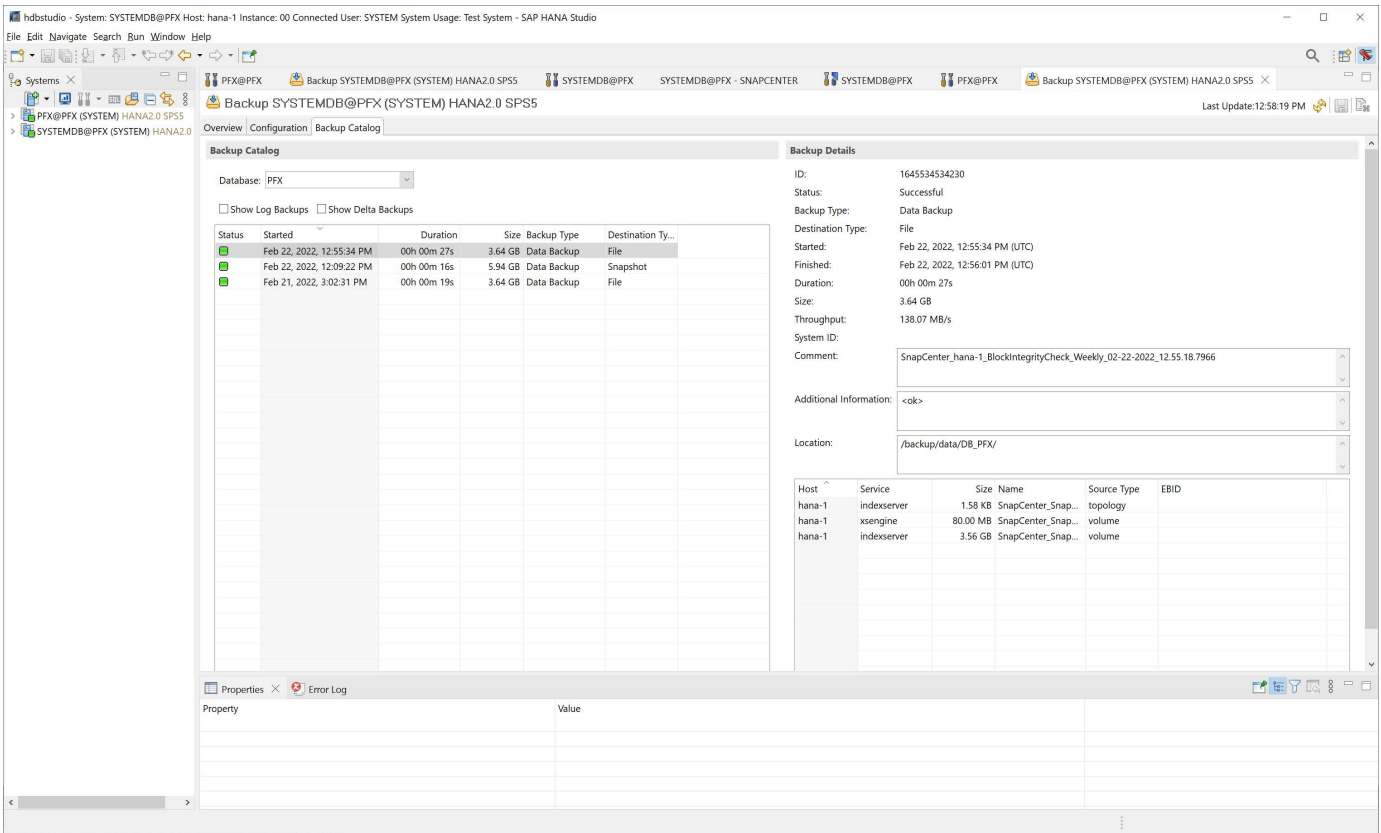 hdbstudio - System: SYSTEMDB@PFX Host: hana-1 Instance: 00 Connected User: SYSTEM System Usage: Test System - SAP HANA Studio
File Edit Navigate Search Run Window Help
Systems
PFX@PFX Backup SYSTEMDB@PFX (SYSTEM) HANA2.0 SPS5 SYSTEMDB@PFX SYSTEMDB@PFX - SNAPCENTER SYSTEMDB@PFX PFX@PFX Backup SYSTEMDB@PFX (SYSTEM) HANA2.0 SPS5
PFX@PFX (SYSTEM) HANA2.0 SPS5
SYSTEMDB@PFX (SYSTEM) HANA2.0
Backup SYSTEMDB@PFX (SYSTEM) HANA2.0 SPS5
Last Update:12:58:19 PM
Overview Configuration Backup Catalog
Backup Catalog
Database: PFX
Show Log Backups Show Delta Backups
Status Started Duration Size Backup Type Destination Ty...
Feb 22, 2022, 12:55:34 PM 00h 00m 27s 3.64 GB Data Backup File
Feb 22, 2022, 12:09:22 PM 00h 00m 16s 5.94 GB Data Backup Snapshot
Feb 21, 2022, 3:02:31 PM 00h 00m 19s 3.64 GB Data Backup File
Backup Details
ID: 1645534534230
Status: Successful
Backup Type: Data Backup
Destination Type: File
Started: Feb 22, 2022, 12:55:34 PM (UTC)
Finished: Feb 22, 2022, 12:56:01 PM (UTC)
Duration: 00h 00m 27s
Size: 3.64 GB
Throughput: 138.07 MB/s
System ID:
Comment: SnapCenter_hana-1_BlockIntegrityCheck_Weekly_02-22-2022_12.55.18.7966
Additional Information: <ok>
Location: /backup/data/DB_PFX/
Host Service Size Name Source Type EBID
hana-1 indexserver 1.58 KB SnapCenter_Snap... topology
hana-1 xsengine 80.00 MB SnapCenter_Snap... volume
hana-1 indexserver 3.56 GB SnapCenter_Snap... volume
Properties Error Log
Property Value